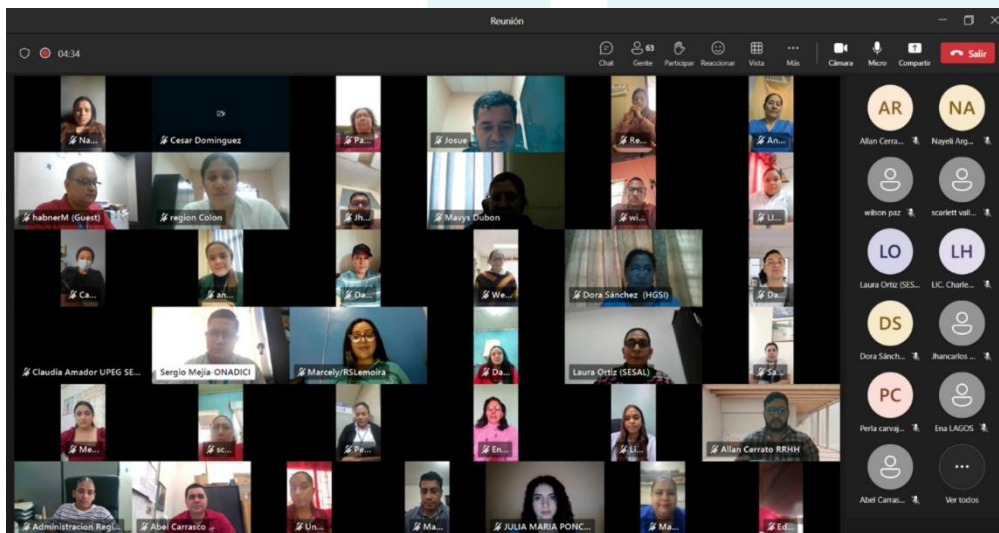 Reunión
04:34
63
Chat
Gente
Participar
Reaccionar
Vista
Más
Cámara
Micro
Compartir
Salir
Na...
Cesar Dominguez
Pa...
Josue
Re...
An...
AR
NA
Allan Cerra...
Nayeli Arg...
habnerM (Guest)
region Colon
Jh...
Mavys Dubon
wi...
LI...
wilson paz
scarlett vall...
Ca...
an...
Da...
We...
Dora Sánchez (HGSI)
Da...
LO
LH
Laura Ortiz (SES...
LIC. Charle...
Claudia Amador UPEG SE...
Sergio Mejia-ONADICI
Marcely/RSLemoira
Da...
Laura Ortiz (SESAL)
Sa...
DS
Dora Sánch...
Jhancarlos ...
Me...
sc...
Pe...
En...
Li...
Allan Cerrato RRHH
PC
Perla carvaj...
Ena LAGOS
Administracion Regi...
Abel Carrasco
Un...
Ma...
JULIA MARIA PONC...
Ma...
Ed...
Abel Carras...
Ver todos